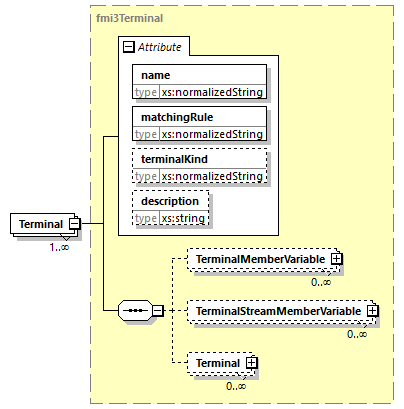 fmi3Terminal
Attribute
name
type xs:normalizedString
matchingRule
type xs:normalizedString
terminalKind
type xs:normalizedString
description
type xs:string
Terminal
1..∞
TerminalMemberVariable
0..∞
TerminalStreamMemberVariable
0..∞
Terminal
0..∞